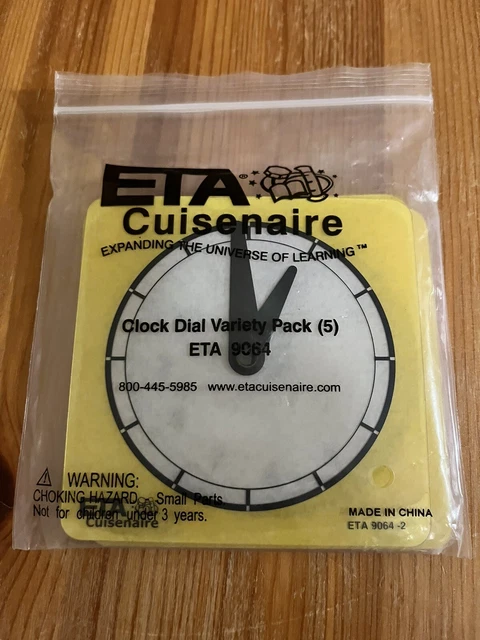 ETA®
Cuisenaire
EXPANDING THE UNIVERSE OF LEARNING™
Clock Dial Variety Pack (5)
ETA 9064
800-445-5985 www.etacuisenaire.com
WARNING:
CHOKING HAZARD Small Parts
Not for children under 3 years.
ETA
Cuisenaire
MADE IN CHINA
ETA 9064 -2